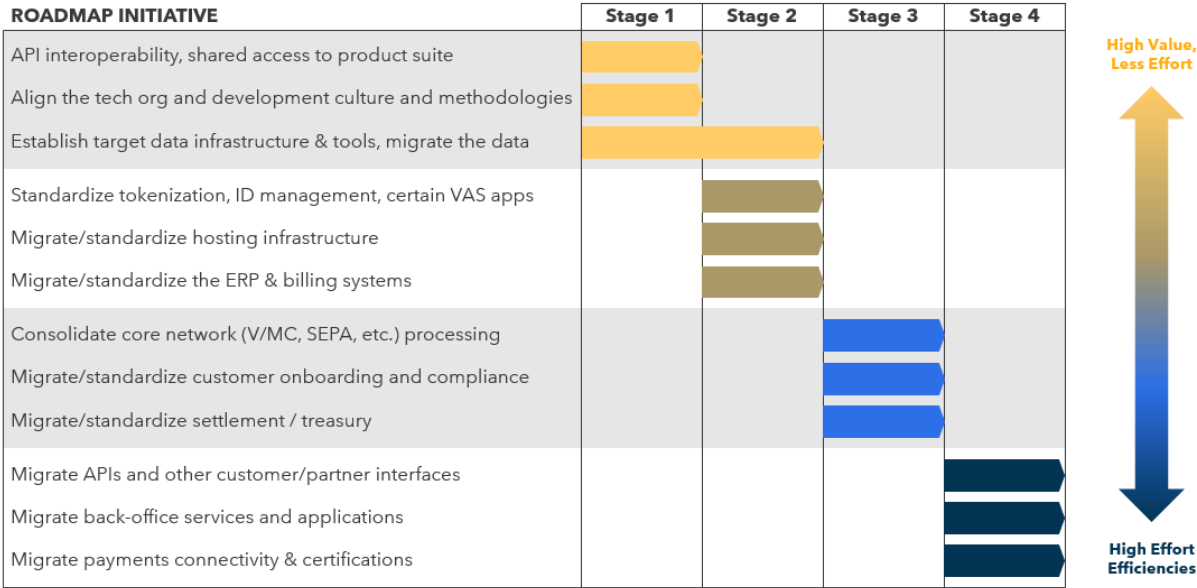 ROADMAP INITIATIVE Stage 1 Stage 2 Stage 3 Stage 4
API interoperability, shared access to product suite
Align the tech org and development culture and methodologies
Establish target data infrastructure & tools, migrate the data
Standardize tokenization, ID management, certain VAS apps
Migrate/standardize hosting infrastructure
Migrate/standardize the ERP & billing systems
Consolidate core network (V/MC, SEPA, etc.) processing
Migrate/standardize customer onboarding and compliance
Migrate/standardize settlement / treasury
Migrate APIs and other customer/partner interfaces
Migrate back-office services and applications
Migrate payments connectivity & certifications
High Value,
Less Effort
High Effort
Efficiencies